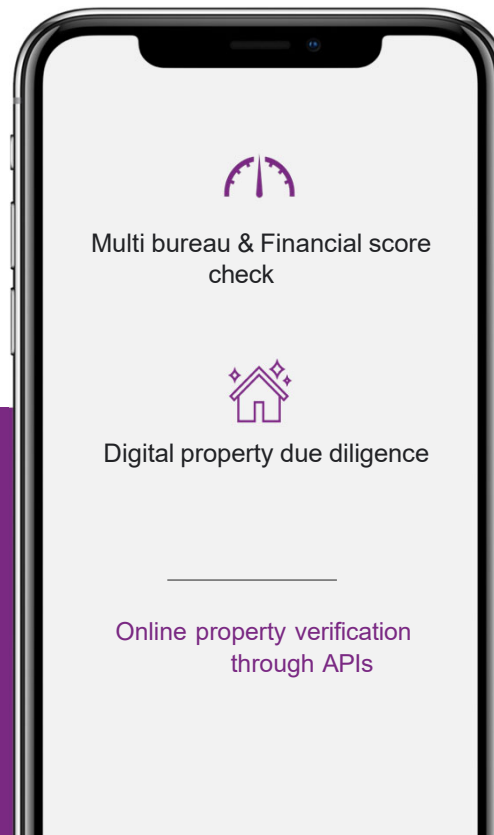 Multi bureau & Financial score
check
Digital property due diligence
Online property verification
through APIs